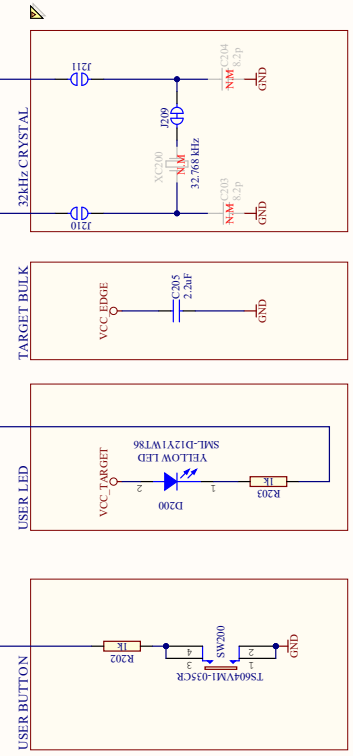 32kHz CRYSTAL
J211
C204
8.2p
N.M
GND
J209
XC200
N.M
32.768 kHz
J210
C203
8.2p
N.M
GND
TARGET BULK
VCC_EDGE
C205
2.2uF
GND
USER LED
VCC_TARGET
SML-D12Y1WT86
YELLOW LED
2
1
D200
1k
R203
USER BUTTON
1k
R202
4
3
SW200
2
1
TS604VM1-035CR
GND